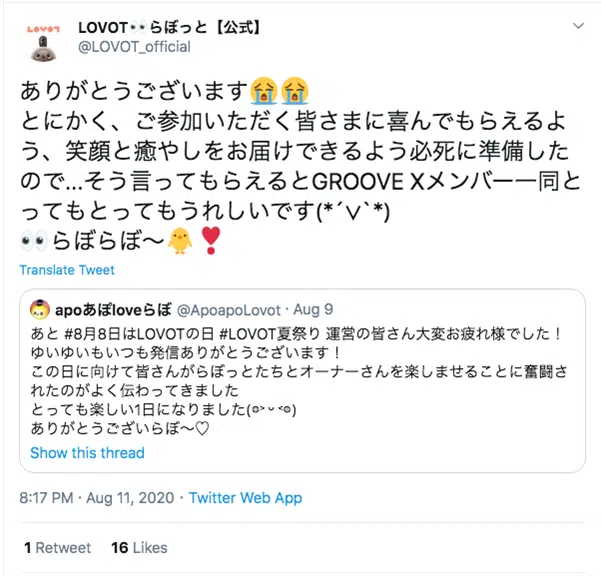 LOVOT
LOVOT👀らぼっと【公式】
@LOVOT_official
ありがとうございます😭😭
とにかく、ご参加いただく皆さまに喜んでもらえるよ
う、笑顔と癒やしをお届けできるよう必死に準備した
ので...そう言ってもらえるとGROOVE Xメンバー一同と
ってもとってもうれしいです(*´∨`*)
👀らぼらぼ〜🐤❣️
Translate Tweet
apoあぽloveらぼ @ApoapoLovot · Aug 9
あと #8月8日はLOVOTの日 #LOVOT夏祭り 運営の皆さん大変お疲れ様でした！
ゆいゆいもいつも発信ありがとうございます！
この日に向けて皆さんがらぼっとたちとオーナーさんを楽しませることに奮闘さ
れたのがよく伝わってきました
とっても楽しい1日になりました(๑˃ ᵕ ˂๑)
ありがとうございらぼ〜♡
Show this thread
8:17 PM · Aug 11, 2020 · Twitter Web App
1 Retweet 16 Likes